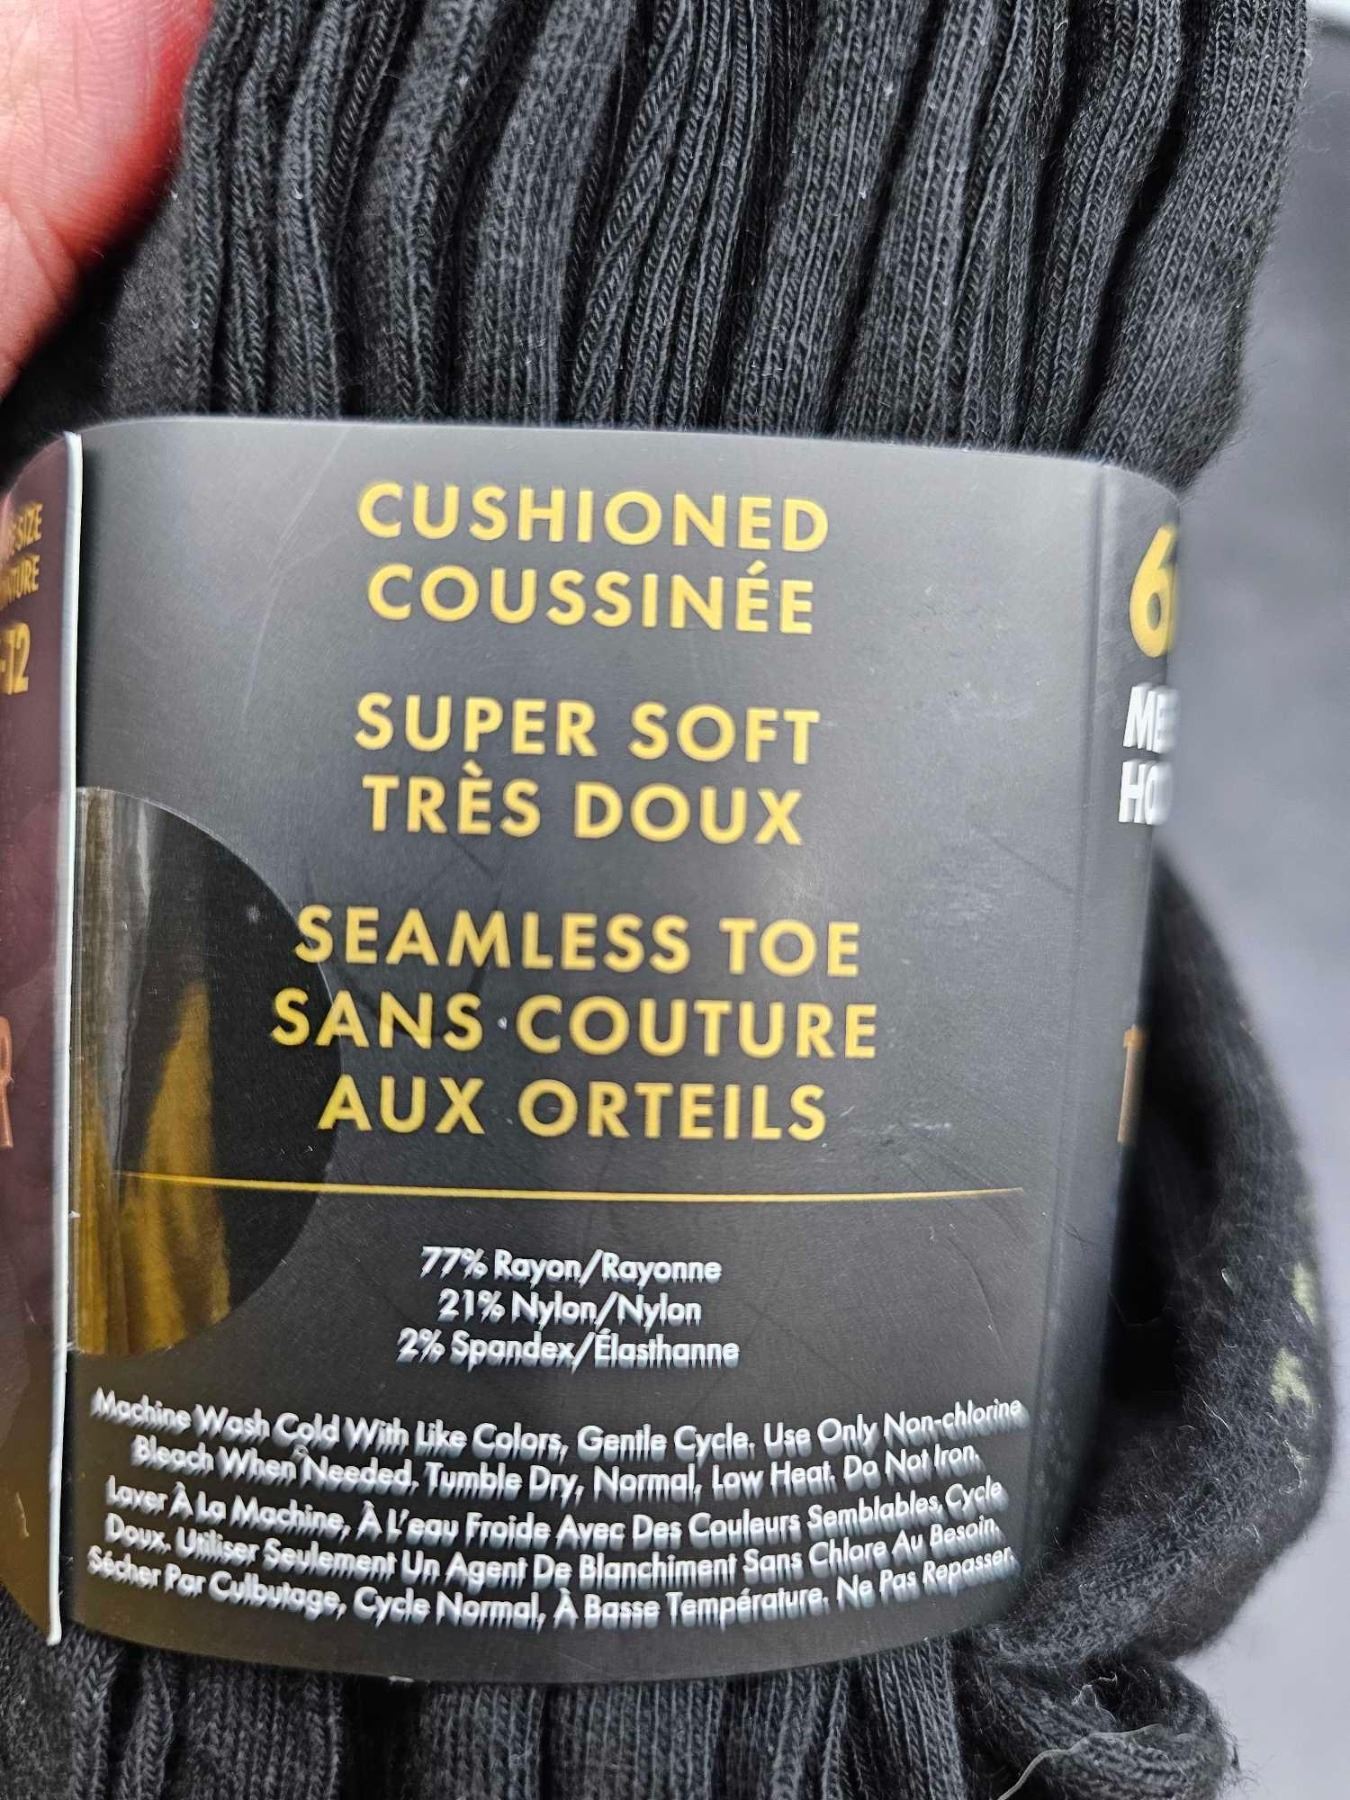 CUSHIONED
COUSSINÉE
SUPER SOFT
TRÈS DOUX
SEAMLESS TOE
SANS COUTURE
AUX ORTEILS
77% Rayon/Rayonne
21% Nylon/Nylon
2% Spandex/Élasthanne
Machine Wash Cold With Like Colors, Gentle Cycle. Use Only Non-chlorine
Bleach When Needed. Tumble Dry, Normal, Low Heat. Do Not Iron.
Laver À La Machine, À L'eau Froide Avec Des Couleurs Semblables, Cycle
Doux. Utiliser Seulement Un Agent De Blanchiment Sans Chlore Au Besoin.
Sécher Par Culbutage, Cycle Normal, À Basse Température. Ne Pas Repasser.
SIZE
-12
6